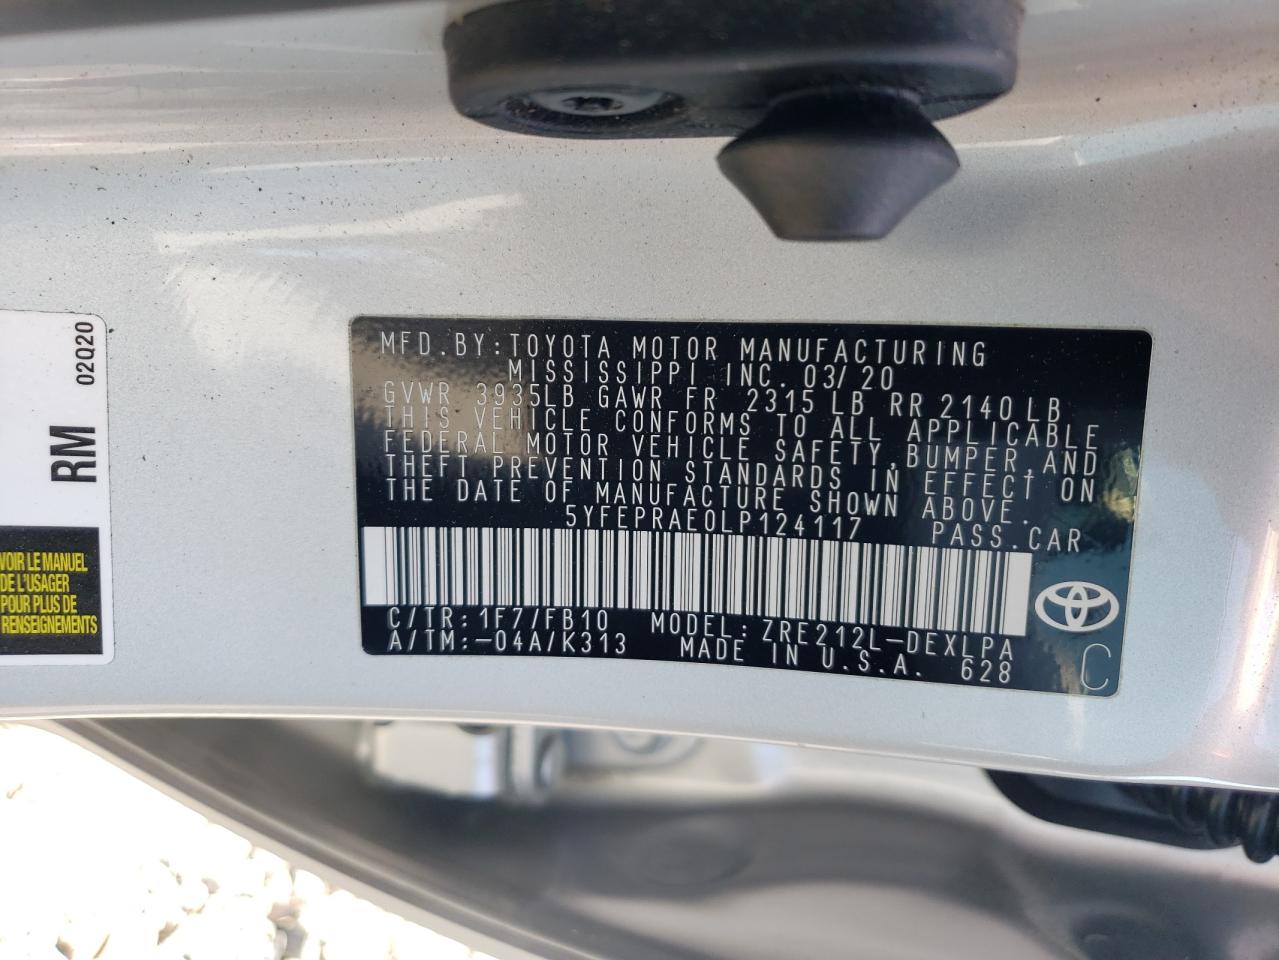 02Q20
RM
VOIR LE MANUEL
DE L'USAGER
POUR PLUS DE
RENSEIGNEMENTS
MFD.BY:TOYOTA MOTOR MANUFACTURING
MISSISSIPPI INC. 03/20
GVWR 3935LB GAWR FR 2315 LB RR 2140 LB
THIS VEHICLE CONFORMS TO ALL APPLICABLE
FEDERAL MOTOR VEHICLE SAFETY,BUMPER,AND
THEFT PREVENTION STANDARDS IN EFFECT ON
THE DATE OF MANUFACTURE SHOWN ABOVE.
5YFEPRAE0LP124117 PASS.CAR
C/TR:1F7/FB10 MODEL:ZRE212L-DEXLPA
A/TM:-04A/K313 MADE IN U.S.A. 628
C